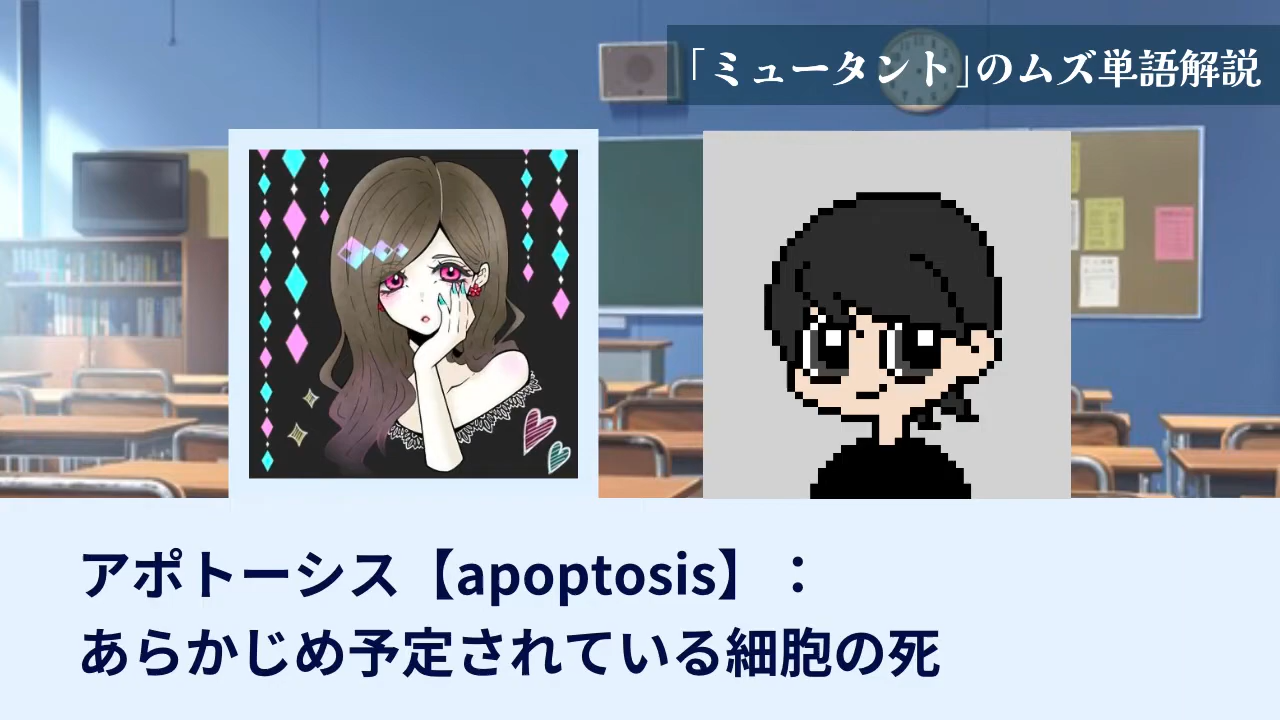 「ミュータント」のムズ単語解説
アポトーシス【apoptosis】：
あらかじめ予定されている細胞の死